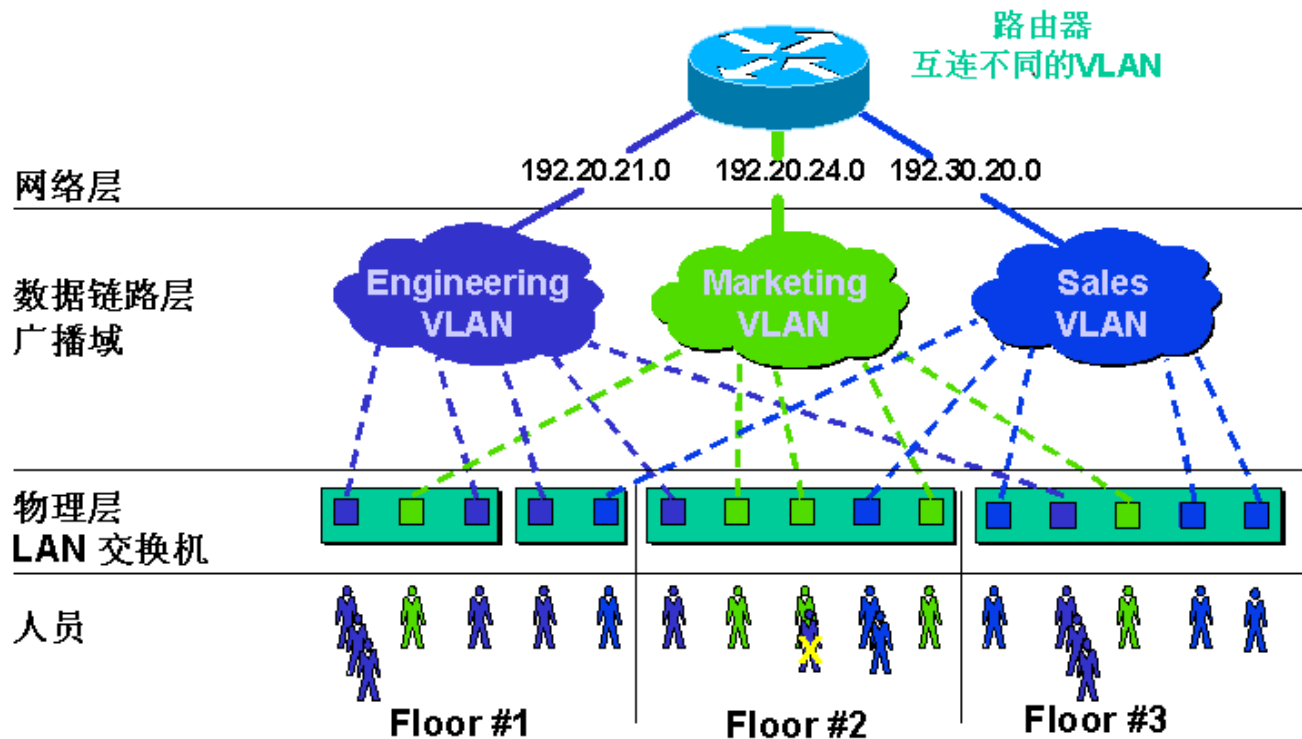 路由器
互连不同的VLAN
192.20.21.0 192.20.24.0 192.30.20.0
网络层
Engineering VLAN
Marketing VLAN
Sales VLAN
数据链路层
广播域
物理层
LAN 交换机
人员
Floor #1 Floor #2 Floor #3